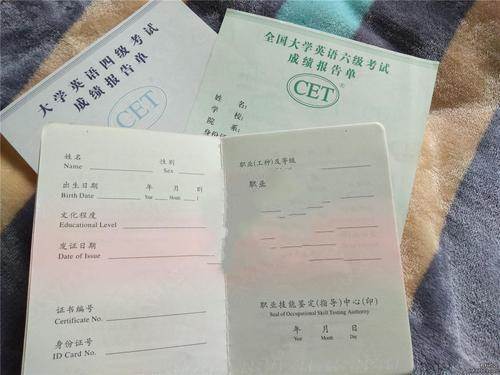 大学英语四级考试
成绩报告单
CET
全国大学英语六级考试
成绩报告单
CET®
姓名:
学校:
院系:
姓名 性别
Name Sex
出生日期 年 月 日
Birth Date Year Month
文化程度
Educational Level
发证日期
Date of Issue
证书编号
Certificate No.
身份证号
ID Card No.
职业(工种)及等级
职业
职业技能鉴定(指导)中心(印)
Seal of Occupational Skill Testing Authority
年 月 日
Year Month Day